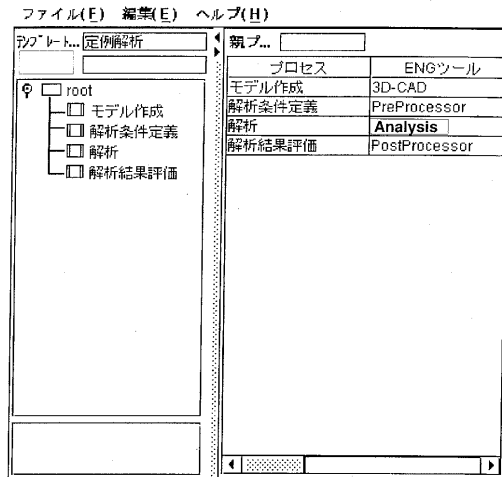 ファイル(F) 編集(E) ヘルプ(H)
テンプレート... 定例解析
root
モデル作成
解析条件定義
解析
解析結果評価
親プ...
プロセス ENGツール
モデル作成 3D-CAD
解析条件定義 PreProcessor
解析 Analysis
解析結果評価 PostProcessor